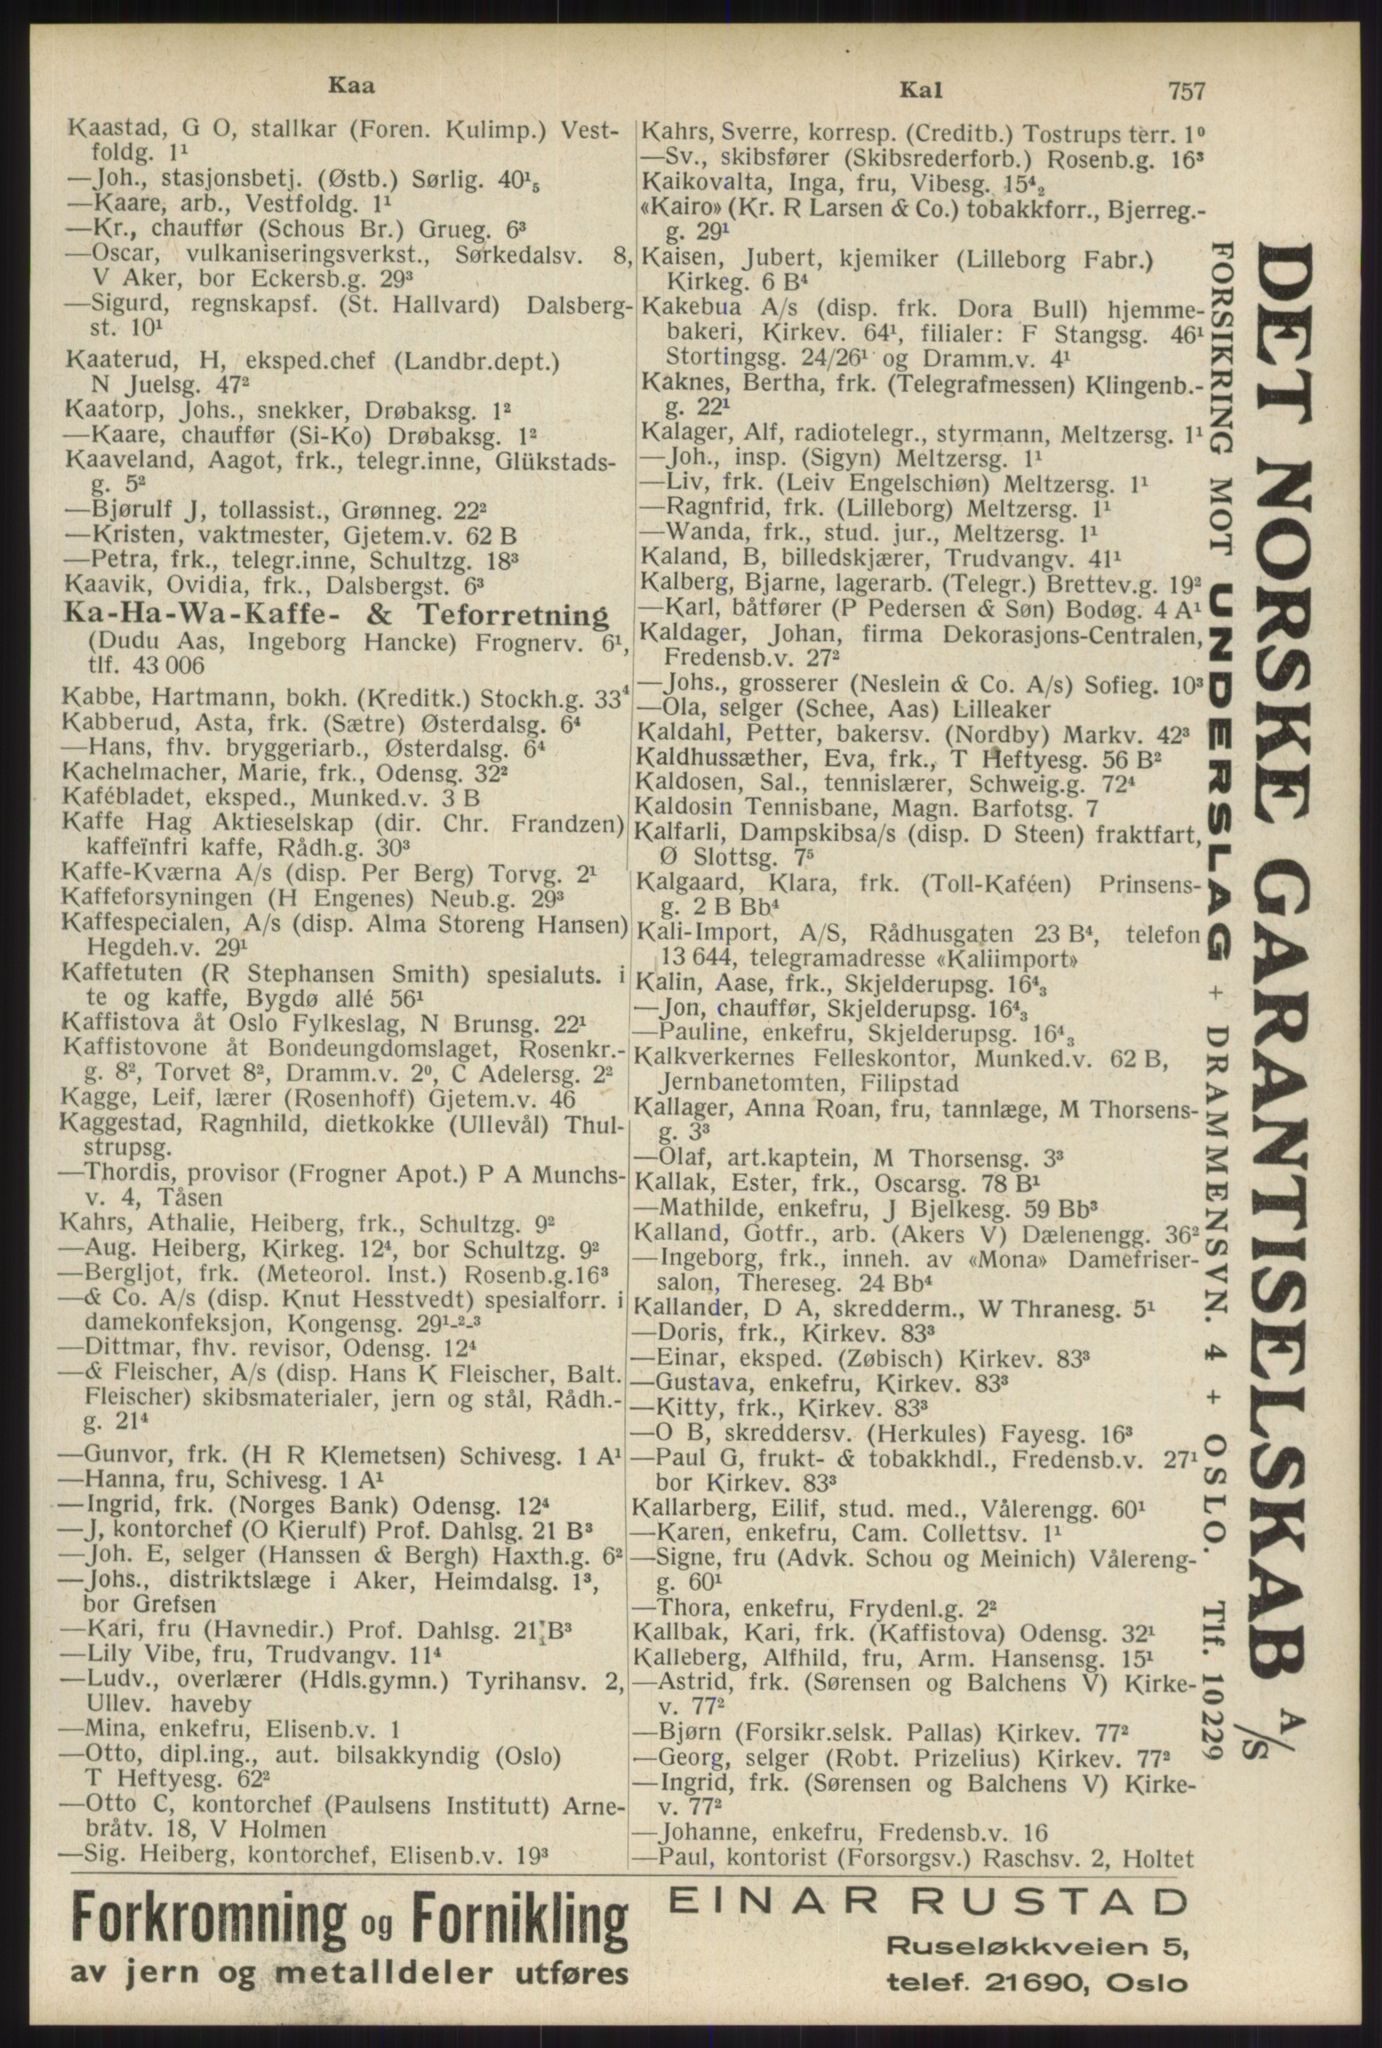 Kaa
Kaastad, G O, stallkar (Foren. Kulimp.) Vest-
foldg. 1¹
—Joh., stasjonsbetj. (Østb.) Sørlig. 40¹₅
—Kaare, arb., Vestfoldg. 1¹
—Kr., chauffør (Schous Br.) Grueg. 6³
—Oscar, vulkaniseringsverkst., Sørkedalsv. 8,
V Aker, bor Eckersb.g. 29³
—Sigurd, regnskapsf. (St. Hallvard) Dalsberg-
st. 10¹
Kaaterud, H, eksped.chef (Landbr.dept.)
N Juelsg. 47²
Kaatorp, Johs., snekker, Drøbaksg. 1²
—Kaare, chauffør (Si-Ko) Drøbaksg. 1²
Kaaveland, Aagot, frk., telegr.inne, Glükstads-
g. 5²
—Bjørulf J, tollassist., Grønneg. 22²
—Kristen, vaktmester, Gjetem.v. 62 B
—Petra, frk., telegr.inne, Schultzg. 18³
Kaavik, Ovidia, frk., Dalsbergst. 6³
Ka-Ha-Wa-Kaffe- & Teforretning
(Dudu Aas, Ingeborg Hancke) Frognerv. 6¹,
tlf. 43 006
Kabbe, Hartmann, bokh. (Kreditk.) Stockh.g. 33⁴
Kabberud, Asta, frk. (Sætre) Østerdalsg. 6⁴
—Hans, fhv. bryggeriarb., Østerdalsg. 6⁴
Kachelmacher, Marie, frk., Odensg. 32²
Kafébladet, eksped., Munked.v. 3 B
Kaffe Hag Aktieselskap (dir. Chr. Frandzen)
kaffeïnfri kaffe, Rådh.g. 30³
Kaffe-Kværna A/s (disp. Per Berg) Torvg. 2¹
Kaffeforsyningen (H Engenes) Neub.g. 29³
Kaffespecialen, A/s (disp. Alma Storeng Hansen)
Hegdeh.v. 29¹
Kaffetuten (R Stephansen Smith) spesialuts. i
te og kaffe, Bygdø allé 56¹
Kaffistova åt Oslo Fylkeslag, N Brunsg. 22¹
Kaffistovone åt Bondeungdomslaget, Rosenkr.-
g. 8², Torvet 8², Dramm.v. 2⁰, C Adelersg. 2²
Kagge, Leif, lærer (Rosenhoff) Gjetem.v. 46
Kaggestad, Ragnhild, dietkokke (Ullevål) Thul-
strupsg.
—Thordis, provisor (Frogner Apot.) P A Munchs-
v. 4, Tåsen
Kahrs, Athalie, Heiberg, frk., Schultzg. 9²
—Aug. Heiberg, Kirkeg. 12⁴, bor Schultzg. 9²
—Bergljot, frk. (Meteorol. Inst.) Rosenb.g.16³
—& Co. A/s (disp. Knut Hesstvedt) spesialforr. i
damekonfeksjon, Kongensg. 29¹-²-³
—Dittmar, fhv. revisor, Odensg. 12⁴
—& Fleischer, A/s (disp. Hans K Fleischer, Balt.
Fleischer) skibsmaterialer, jern og stål, Rådh.-
g. 21⁴
—Gunvor, frk. (H R Klemetsen) Schivesg. 1 A¹
—Hanna, fru, Schivesg. 1 A¹
—Ingrid, frk. (Norges Bank) Odensg. 12⁴
—J, kontorchef (O Kierulf) Prof. Dahlsg. 21 B³
—Joh. E, selger (Hanssen & Bergh) Haxth.g. 6²
—Johs., distriktslæge i Aker, Heimdalsg. 1³,
bor Grefsen
—Kari, fru (Havnedir.) Prof. Dahlsg. 21 B³
—Lily Vibe, fru, Trudvangv. 11⁴
—Ludv., overlærer (Hdls.gymn.) Tyrihansv. 2,
Ullev. haveby
—Mina, enkefru, Elisenb.v. 1
—Otto, dipl.ing., aut. bilsakkyndig (Oslo)
T Heftyesg. 62²
—Otto C, kontorchef (Paulsens Institutt) Arne-
bråtv. 18, V Holmen
—Sig. Heiberg, kontorchef, Elisenb.v. 19³
Kal
757
Kahrs, Sverre, korresp. (Creditb.) Tostrups terr. 1⁰
—Sv., skibsfører (Skibsrederforb.) Rosenb.g. 16³
Kaikovalta, Inga, fru, Vibesg. 15⁴₂
«Kairo» (Kr. R Larsen & Co.) tobakkforr., Bjerreg.-
g. 29¹
Kaisen, Jubert, kjemiker (Lilleborg Fabr.)
Kirkeg. 6 B⁴
Kakebua A/s (disp. frk. Dora Bull) hjemme-
bakeri, Kirkev. 64¹, filialer: F Stangsg. 46¹
Stortingsg. 24/26¹ og Dramm.v. 4¹
Kaknes, Bertha, frk. (Telegrafmessen) Klingenb.-
g. 22¹
Kalager, Alf, radiotelegr., styrmann, Meltzersg. 1¹
—Joh., insp. (Sigyn) Meltzersg. 1¹
—Liv, frk. (Leiv Engelschiøn) Meltzersg. 1¹
—Ragnfrid, frk. (Lilleborg) Meltzersg. 1¹
—Wanda, frk., stud. jur., Meltzersg. 1¹
Kaland, B, billedskjærer, Trudvangv. 41¹
Kalberg, Bjarne, lagerarb. (Telegr.) Brettev.g. 19²
—Karl, båtfører (P Pedersen & Søn) Bodøg. 4 A¹
Kaldager, Johan, firma Dekorasjons-Centralen,
Fredensb.v. 27²
—Johs., grosserer (Neslein & Co. A/s) Sofieg. 10³
—Ola, selger (Schee, Aas) Lilleaker
Kaldahl, Petter, bakersv. (Nordby) Markv. 42³
Kaldhussæther, Eva, frk., T Heftyesg. 56 B²
Kaldosen, Sal., tennislærer, Schweig.g. 72⁴
Kaldosin Tennisbane, Magn. Barfotsg. 7
Kalfarli, Dampskibsa/s (disp. D Steen) fraktfart,
Ø Slottsg. 7⁵
Kalgaard, Klara, frk. (Toll-Kaféen) Prinsens-
g. 2 B Bb⁴
Kali-Import, A/S, Rådhusgaten 23 B⁴, telefon
13 644, telegramadresse «Kaliimport»
Kalin, Aase, frk., Skjelderupsg. 16⁴₃
—Jon, chauffør, Skjelderupsg. 16⁴₃
—Pauline, enkefru, Skjelderupsg. 16⁴₃
Kalkverkernes Felleskontor, Munked.v. 62 B,
Jernbanetomten, Filipstad
Kallager, Anna Roan, fru, tannlæge, M Thorsens-
g. 3³
—Olaf, art.kaptein, M Thorsensg. 3³
Kallak, Ester, frk., Oscarsg. 78 B¹
—Mathilde, enkefru, J Bjelkesg. 59 Bb³
Kalland, Gotfr., arb. (Akers V) Dælenengg. 36²
—Ingeborg, frk., inneh. av «Mona» Damefriser-
salon, Thereseg. 24 Bb⁴
Kallander, D A, skredderm., W Thranesg. 5¹
—Doris, frk., Kirkev. 83³
—Einar, eksped. (Zøbisch) Kirkev. 83³
—Gustava, enkefru, Kirkev. 83³
—Kitty, frk., Kirkev. 83³
—O B, skreddersv. (Herkules) Fayesg. 16³
—Paul G, frukt- & tobakkhdl., Fredensb.v. 27¹
bor Kirkev. 83³
Kallarberg, Eilif, stud. med., Vålerengg. 60¹
—Karen, enkefru, Cam. Collettsv. 1¹
—Signe, fru (Advk. Schou og Meinich) Vålereng-
g. 60¹
—Thora, enkefru, Frydenl.g. 2²
Kallbak, Kari, frk. (Kaffistova) Odensg. 32¹
Kalleberg, Alfhild, fru, Arm. Hansensg. 15¹
—Astrid, frk. (Sørensen og Balchens V) Kirke-
v. 77²
—Bjørn (Forsikr.selsk. Pallas) Kirkev. 77²
—Georg, selger (Robt. Prizelius) Kirkev. 77²
—Ingrid, frk. (Sørensen og Balchens V) Kirke-
v. 77²
—Johanne, enkefru, Fredensb.v. 16
—Paul, kontorist (Forsorgsv.) Raschsv. 2, Holtet
DET NORSKE GARANTISELSKAB A/S
FORSIKRING MOT UNDERSLAG + DRAMMENSVN. 4 + OSLO. Tlf. 10229
Forkromning og Fornikling
av jern og metalldeler utføres
EINAR RUSTAD
Ruseløkkveien 5,
telef. 21690, Oslo